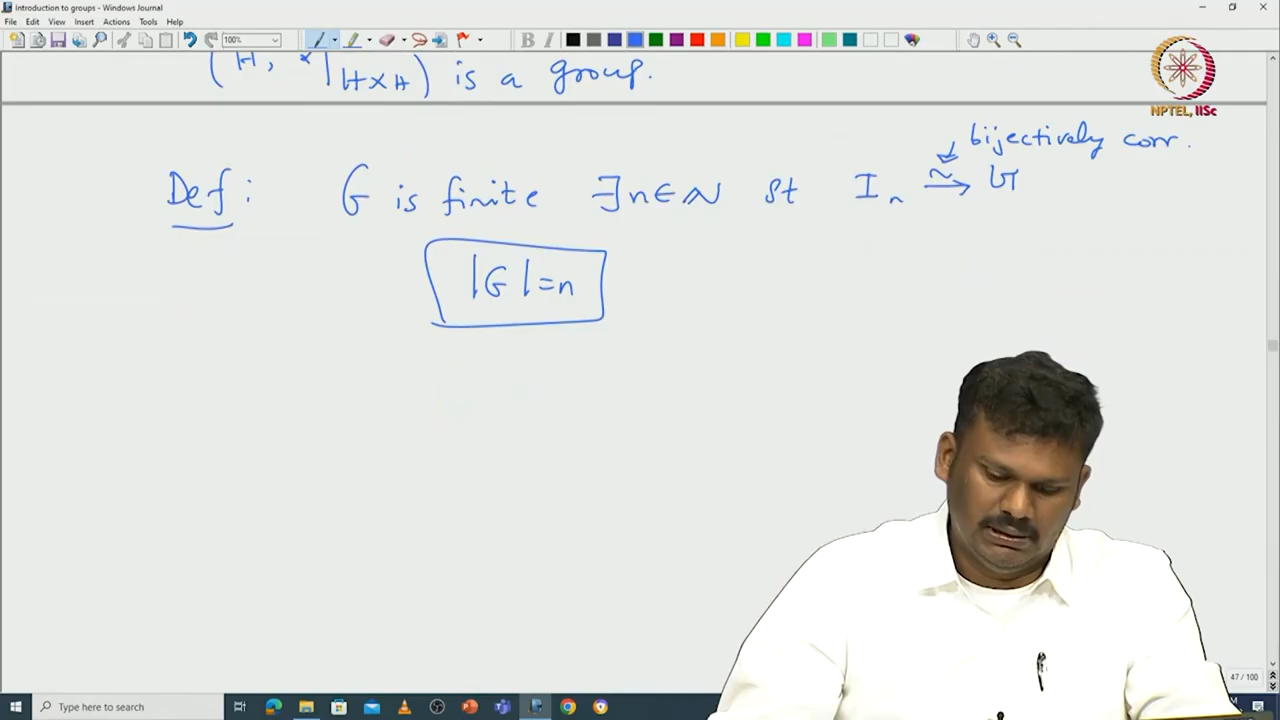 Introduction to groups - Windows Journal
File Edit View Insert Actions Tools Help
100%
(H, *|H×H) is a group.
NPTEL, IISc
bijectively corr.
Def: G is finite ∃n∈ℕ st Iₙ ~→ G
|G|=n
47 / 100
Type here to search